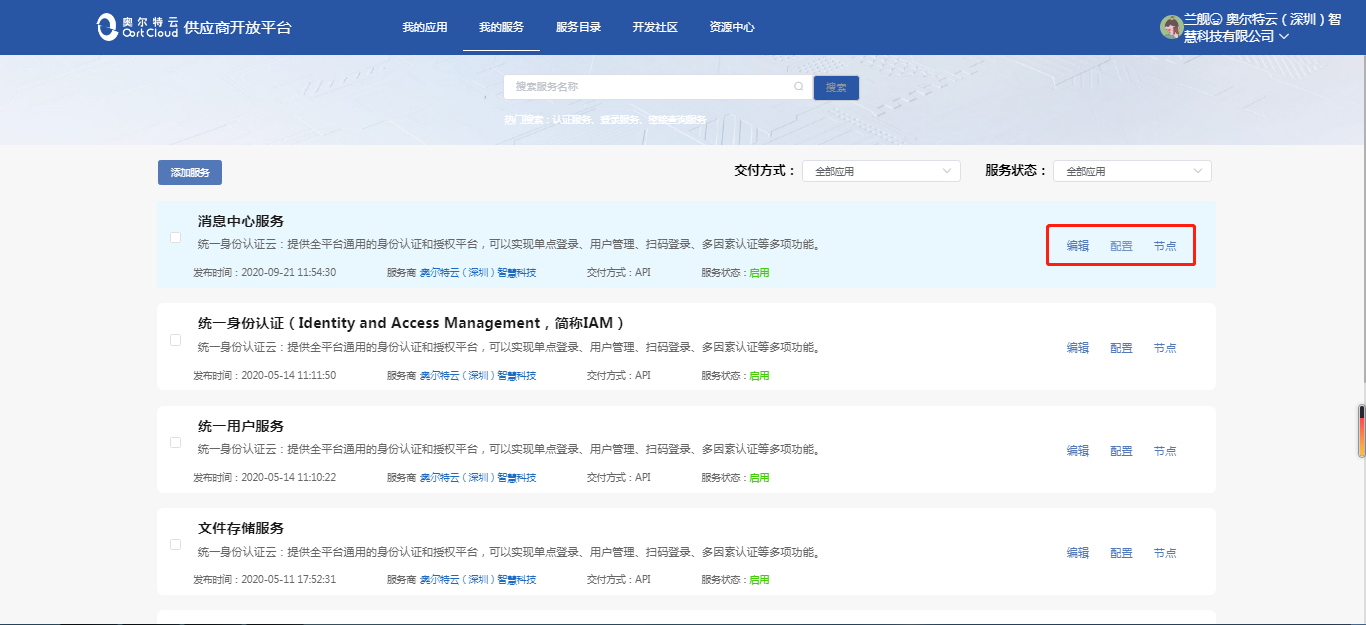 奥尔特云 OortCloud 供应商开放平台 我的应用 我的服务 服务目录 开发社区 资源中心 兰舰 奥尔特云（深圳）智
慧科技有限公司
搜索服务名称 搜索
热门搜索：认证服务、登录服务、密级查询服务
添加服务 交付方式： 全部应用 服务状态： 全部应用
消息中心服务
统一身份认证云：提供全平台通用的身份认证和授权平台，可以实现单点登录、用户管理、扫码登录、多因素认证等多项功能。
编辑 配置 节点
发布时间：2020-09-21 11:54:30 服务商 奥尔特云（深圳）智慧科技 交付方式：API 服务状态：启用
统一身份认证（Identity and Access Management，简称IAM）
统一身份认证云：提供全平台通用的身份认证和授权平台，可以实现单点登录、用户管理、扫码登录、多因素认证等多项功能。
编辑 配置 节点
发布时间：2020-05-14 11:11:50 服务商 奥尔特云（深圳）智慧科技 交付方式：API 服务状态：启用
统一用户服务
统一身份认证云：提供全平台通用的身份认证和授权平台，可以实现单点登录、用户管理、扫码登录、多因素认证等多项功能。
编辑 配置 节点
发布时间：2020-05-14 11:10:22 服务商 奥尔特云（深圳）智慧科技 交付方式：API 服务状态：启用
文件存储服务
统一身份认证云：提供全平台通用的身份认证和授权平台，可以实现单点登录、用户管理、扫码登录、多因素认证等多项功能。
编辑 配置 节点
发布时间：2020-05-11 17:52:31 服务商 奥尔特云（深圳）智慧科技 交付方式：API 服务状态：启用